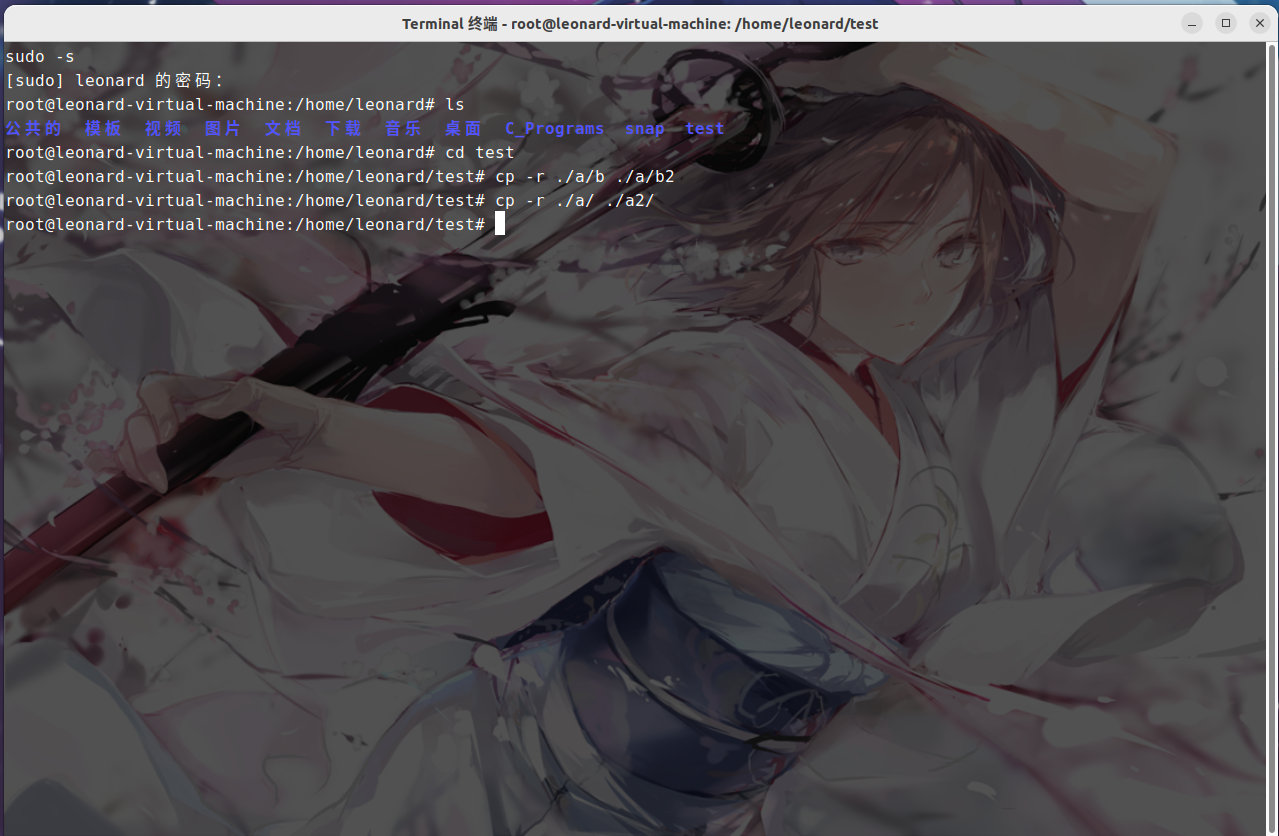 Terminal 终端 - root@leonard-virtual-machine: /home/leonard/test
sudo -s
[sudo] leonard 的密码：
root@leonard-virtual-machine:/home/leonard# ls
公共的 模板 视频 图片 文档 下载 音乐 桌面 C_Programs snap test
root@leonard-virtual-machine:/home/leonard# cd test
root@leonard-virtual-machine:/home/leonard/test# cp -r ./a/b ./a/b2
root@leonard-virtual-machine:/home/leonard/test# cp -r ./a/ ./a2/
root@leonard-virtual-machine:/home/leonard/test#